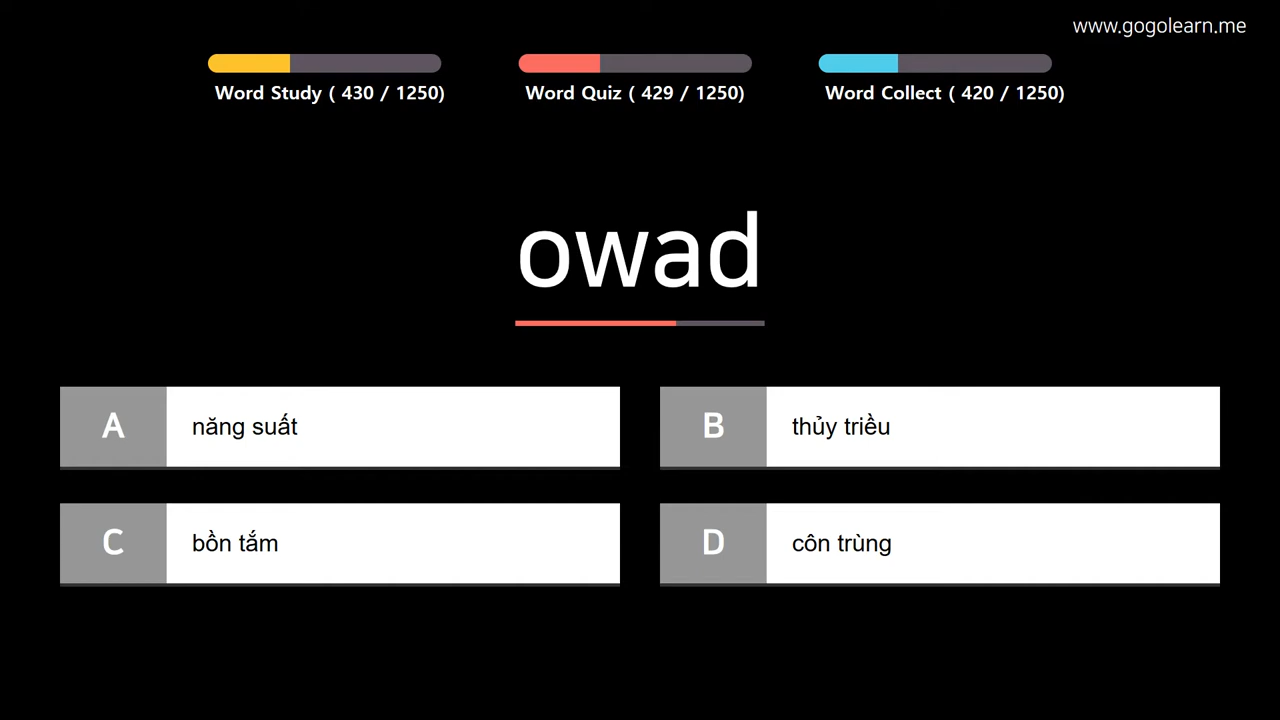 www.gogolearn.me
Word Study ( 430 / 1250)
Word Quiz ( 429 / 1250)
Word Collect ( 420 / 1250)
owad
A
năng suất
B
thủy triều
C
bồn tắm
D
côn trùng